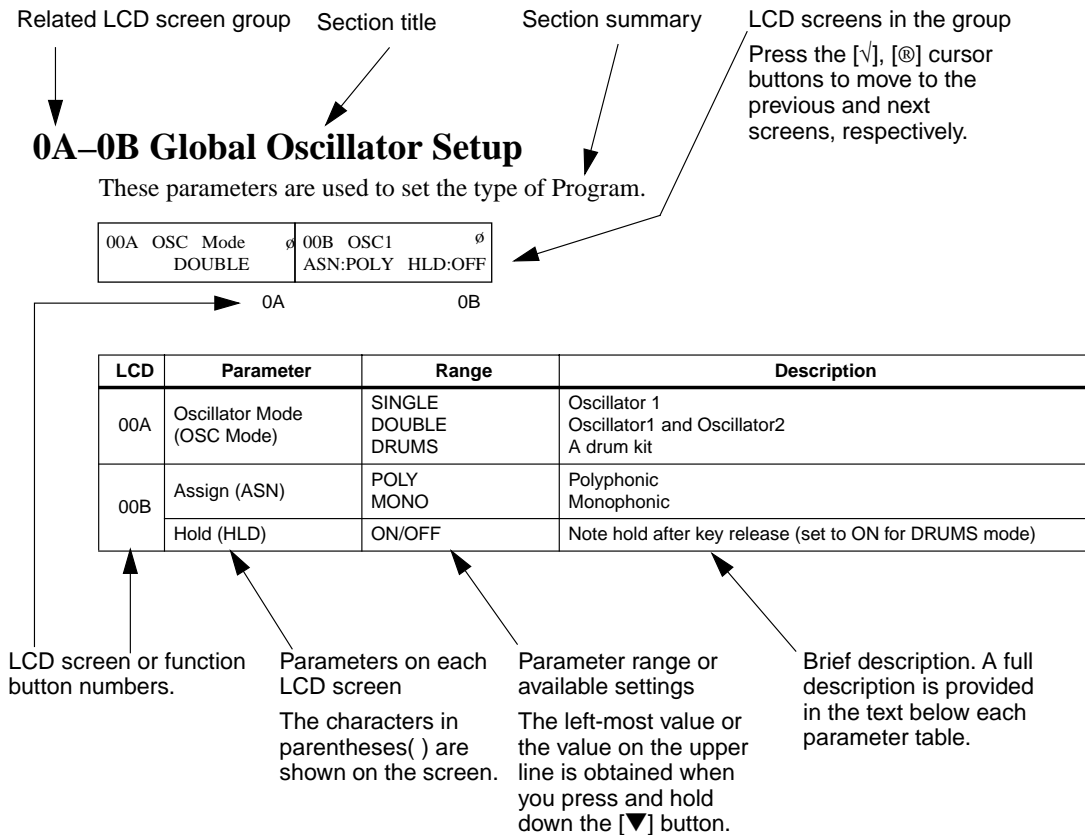 Related LCD screen group
Section title
Section summary
LCD screens in the group
Press the [√], [®] cursor
buttons to move to the
previous and next
screens, respectively.
0A–0B Global Oscillator Setup
These parameters are used to set the type of Program.
00A OSC Mode ø
DOUBLE
00B OSC1 ø
ASN:POLY HLD:OFF
0A
0B
LCD Parameter Range Description
00A
Oscillator Mode
(OSC Mode)
SINGLE
DOUBLE
DRUMS
Oscillator 1
Oscillator1 and Oscillator2
A drum kit
00B
Assign (ASN)
POLY
MONO
Polyphonic
Monophonic
Hold (HLD) ON/OFF Note hold after key release (set to ON for DRUMS mode)
LCD screen or function
button numbers.
Parameters on each
LCD screen
The characters in
parentheses( ) are
shown on the screen.
Parameter range or
available settings
The left-most value or
the value on the upper
line is obtained when
you press and hold
down the [▼] button.
Brief description. A full
description is provided
in the text below each
parameter table.